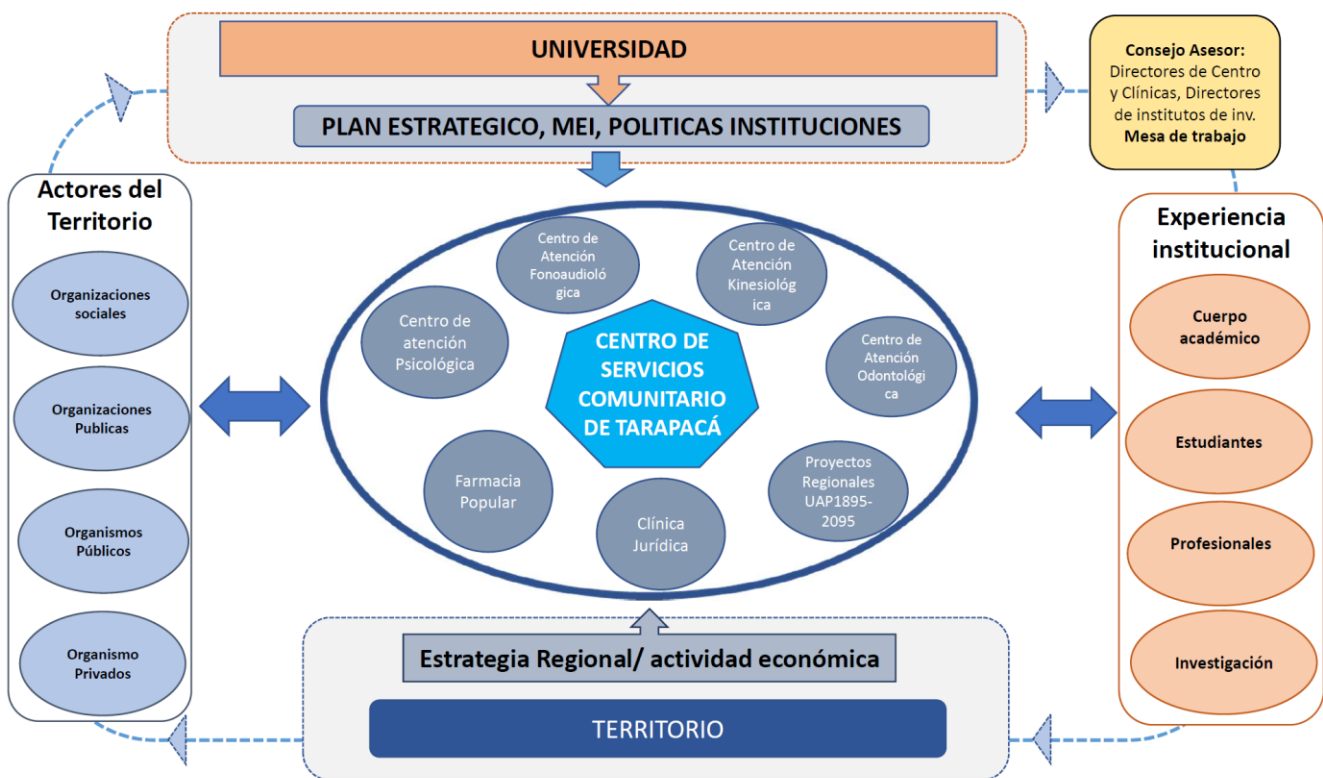 UNIVERSIDAD
PLAN ESTRATEGICO, MEI, POLITICAS INSTITUCIONES
Consejo Asesor:
Directores de Centro
y Clínicas, Directores
de institutos de inv.
Mesa de trabajo
Actores del
Territorio
Organizaciones
sociales
Organizaciones
Publicas
Organismos
Públicos
Organismo
Privados
Centro de
Atención
Fonoaudioló
gica
Centro de
Atención
Kinesiológ
ica
Centro de
atención
Psicológica
CENTRO DE
SERVICIOS
COMUNITARIO
DE TARAPACÁ
Centro de
Atención
Odontológi
ca
Farmacia
Popular
Clínica
Jurídica
Proyectos
Regionales
UAP1895-
2095
Experiencia
institucional
Cuerpo
académico
Estudiantes
Profesionales
Investigación
Estrategia Regional/ actividad económica
TERRITORIO